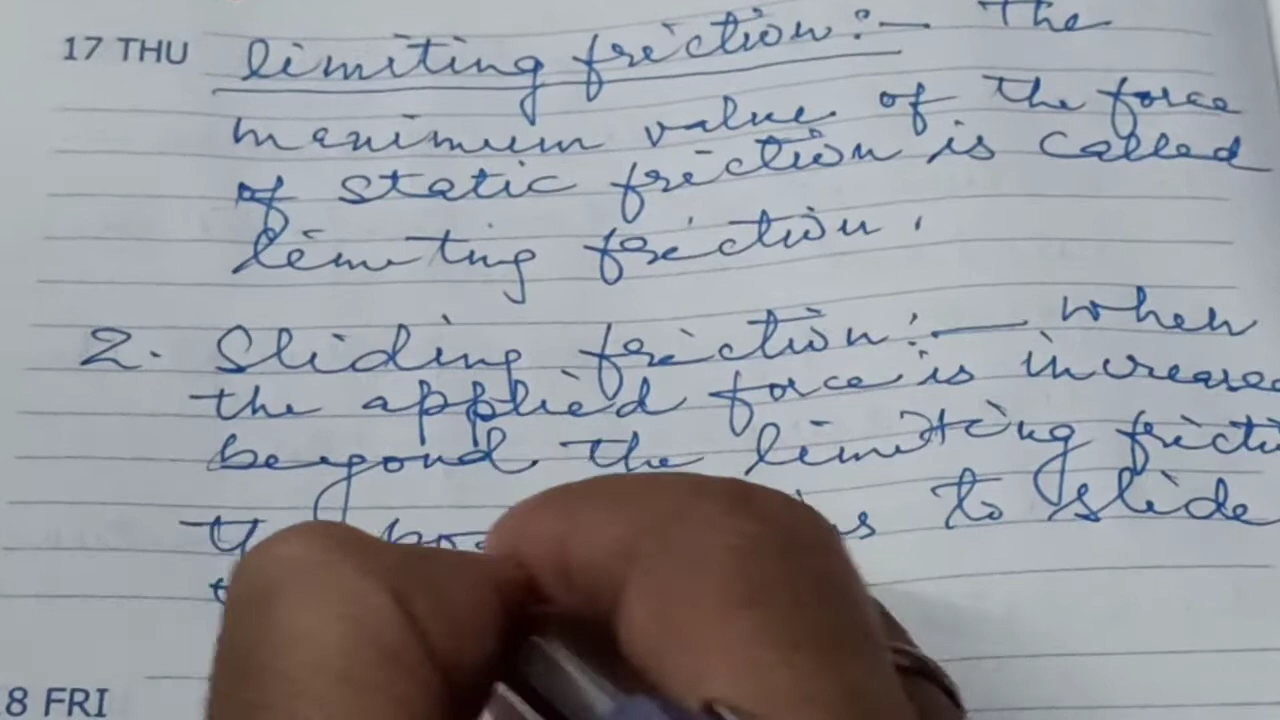 17 THU limiting friction:- The
maximum value of the force
of static friction is called
limiting friction.
2. Sliding friction:- when
the applied force is increased
beyond the limiting fricti
to slide
8 FRI